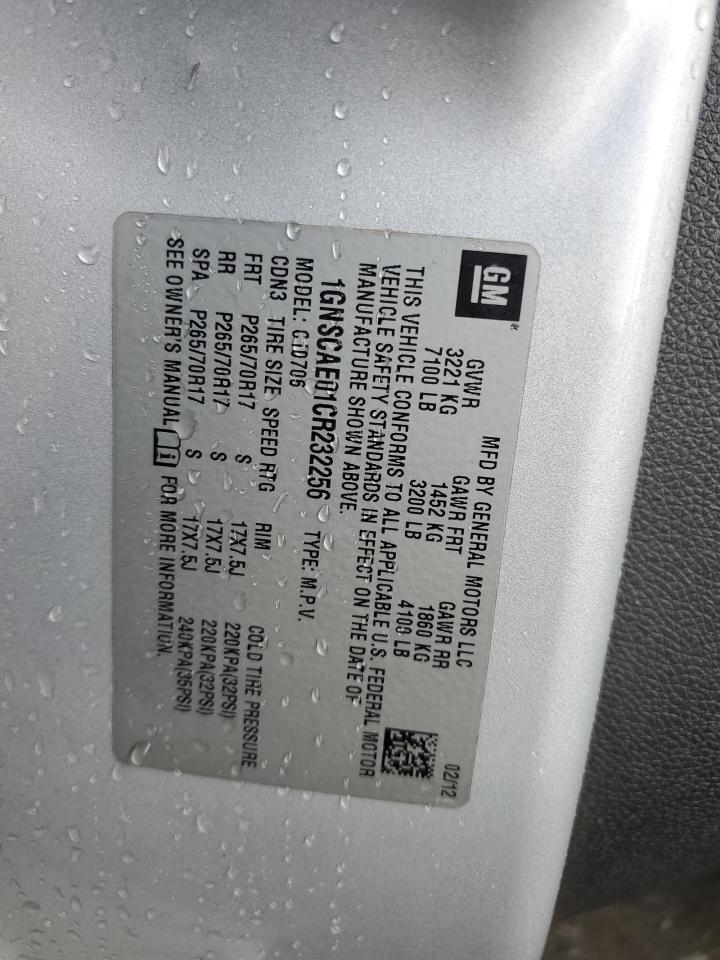 GM®
MFD BY GENERAL MOTORS LLC 02/12
GVWR GAWR FRT GAWR RR
3221 KG 1452 KG 1860 KG
7100 LB 3200 LB 4100 LB
THIS VEHICLE CONFORMS TO ALL APPLICABLE U.S. FEDERAL MOTOR
VEHICLE SAFETY STANDARDS IN EFFECT ON THE DATE OF
MANUFACTURE SHOWN ABOVE.
1GNSCAE01CR232256 TYPE: M.P.V.
MODEL: C1D706
CDN3 TIRE SIZE SPEED RTG RIM COLD TIRE PRESSURE
FRT P265/70R17 S 17X7.5J 220KPA(32PSI)
RR P265/70R17 S 17X7.5J 220KPA(32PSI)
SPA P265/70R17 S 17X7.5J 240KPA(35PSI)
SEE OWNER'S MANUAL FOR MORE INFORMATION.